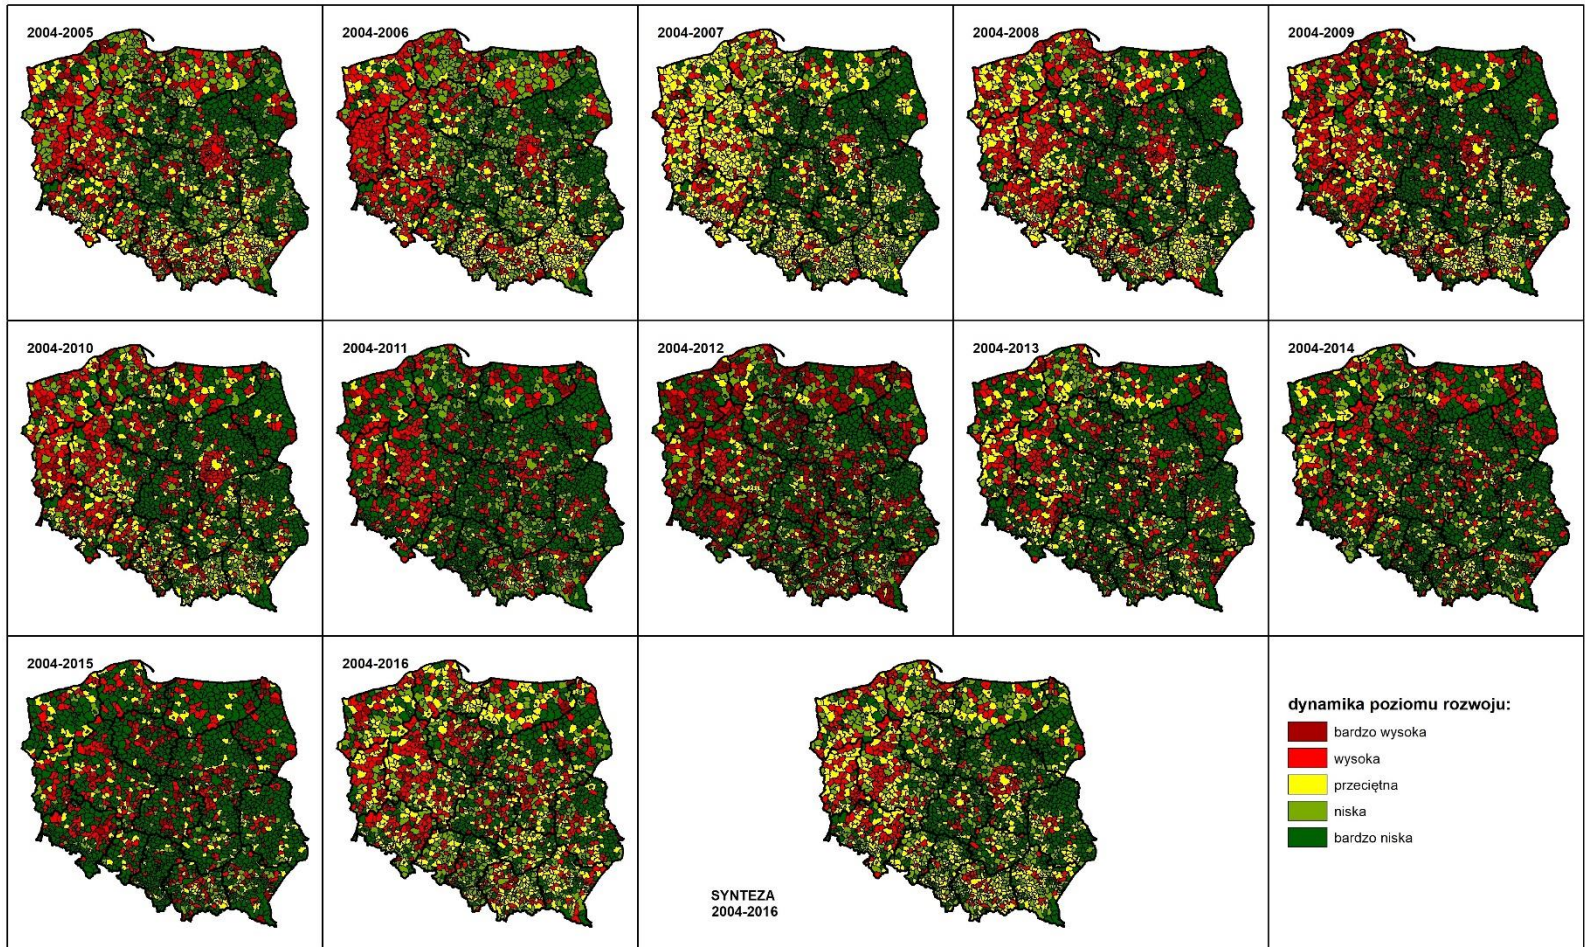 2004-2005
2004-2006
2004-2007
2004-2008
2004-2009
2004-2010
2004-2011
2004-2012
2004-2013
2004-2014
2004-2015
2004-2016
SYNTEZA
2004-2016
dynamika poziomu rozwoju:
bardzo wysoka
wysoka
przeciętna
niska
bardzo niska